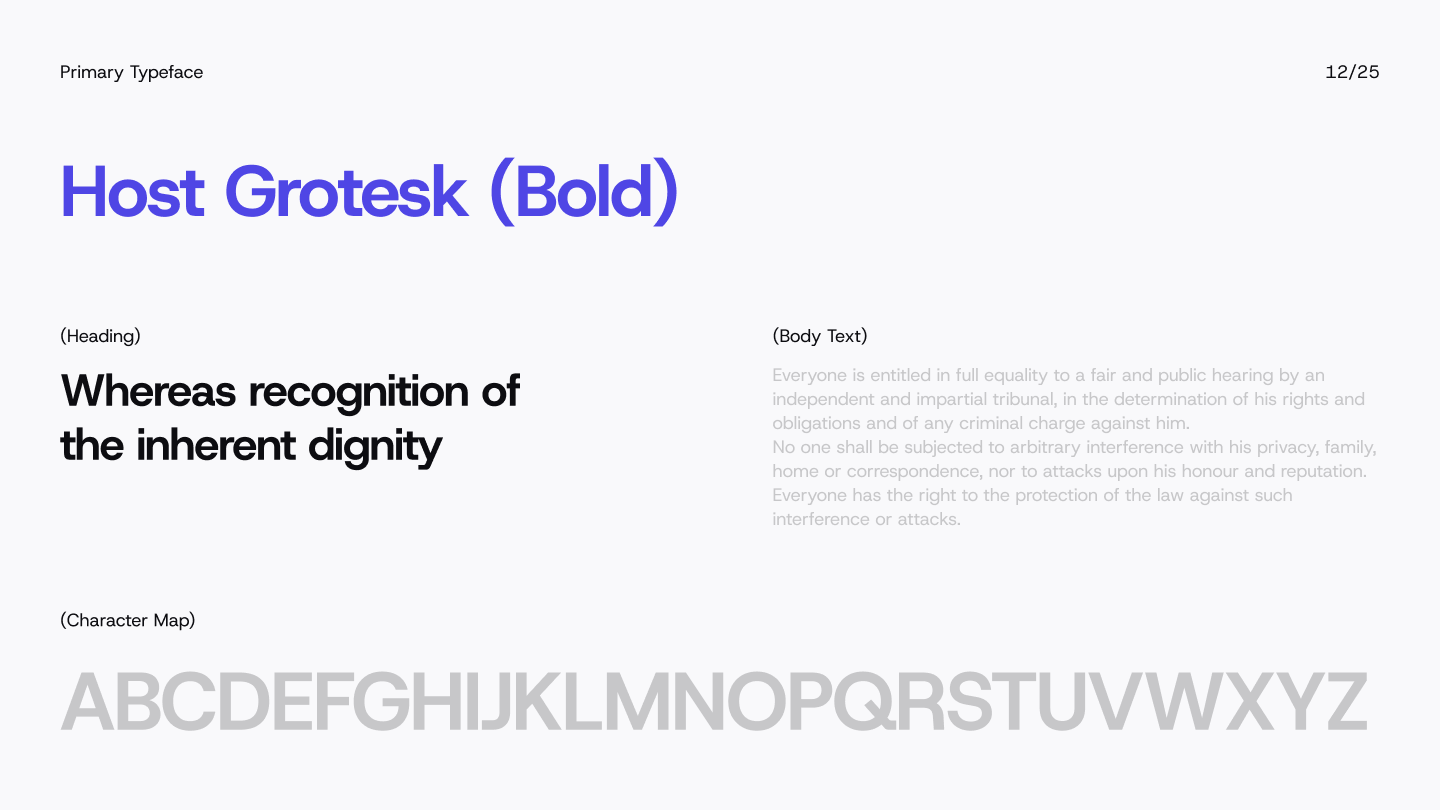 Primary Typeface
12/25
Host Grotesk (Bold)
(Heading)
Whereas recognition of
the inherent dignity
(Body Text)
Everyone is entitled in full equality to a fair and public hearing by an
independent and impartial tribunal, in the determination of his rights and
obligations and of any criminal charge against him.
No one shall be subjected to arbitrary interference with his privacy, family,
home or correspondence, nor to attacks upon his honour and reputation.
Everyone has the right to the protection of the law against such
interference or attacks.
(Character Map)
ABCDEFGHIJKLMNOPQRSTUVWXYZ